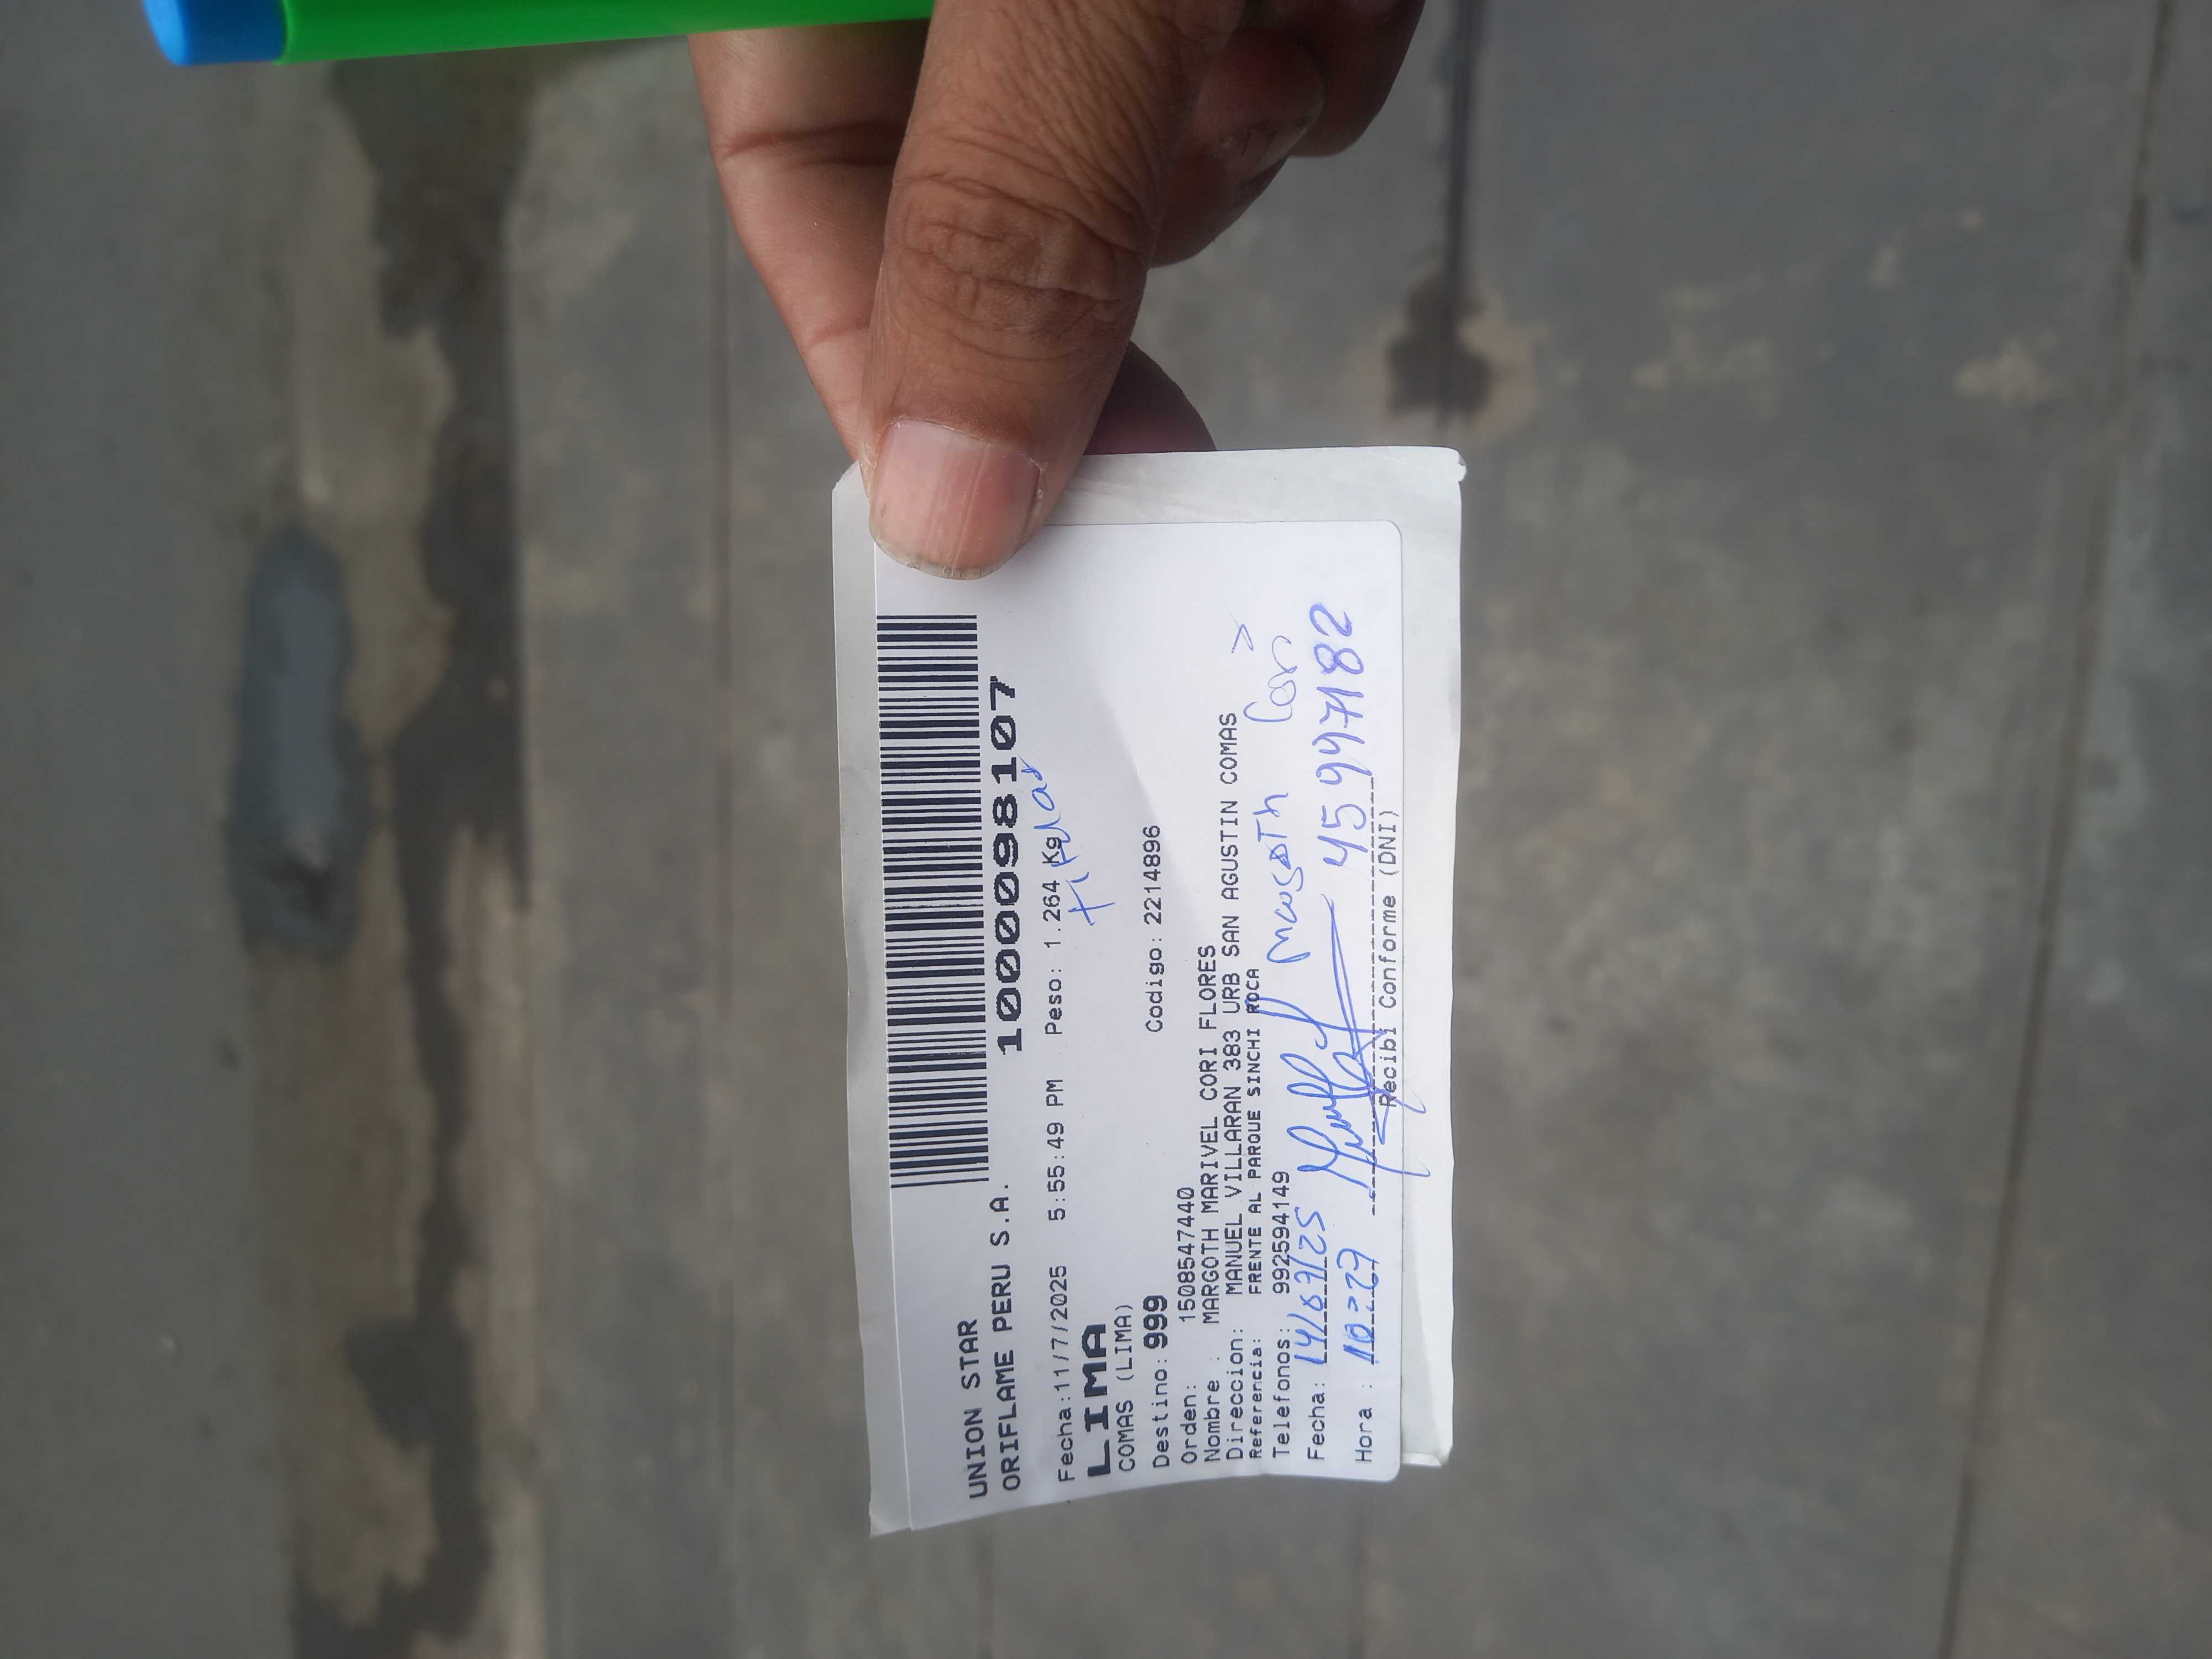 UNION STAR
ORIFLAME PERU S.A.
1000098107
Fecha:11/7/2025 5:55:49 PM Peso: 1.264 Kg
Titular
LIMA
COMAS (LIMA)
Destino: 999 Codigo: 2214896
Orden: 1508547440
Nombre : MARGOTH MARIVEL CORI FLORES
Direccion: MANUEL VILLARAN 383 URB SAN AGUSTIN COMAS
Referencia: FRENTE AL PARQUE SINCHI ROCA
Telefonos: 992594149
Cori
Fecha: 14/07/25
Hora : 10:27 45997182
Recibi Conforme (DNI)